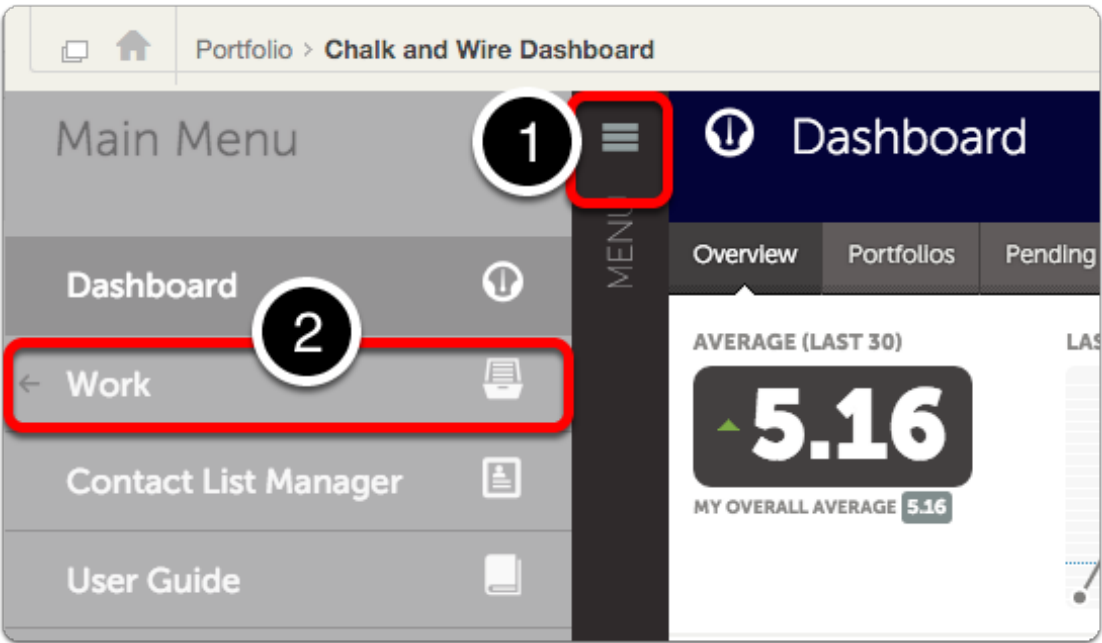 Portfolio > Chalk and Wire Dashboard
Main Menu
1
MENU
Dashboard
Overview Portfolios Pending
Dashboard
2
Work
Contact List Manager
User Guide
AVERAGE (LAST 30)
5.16
MY OVERALL AVERAGE 5.16